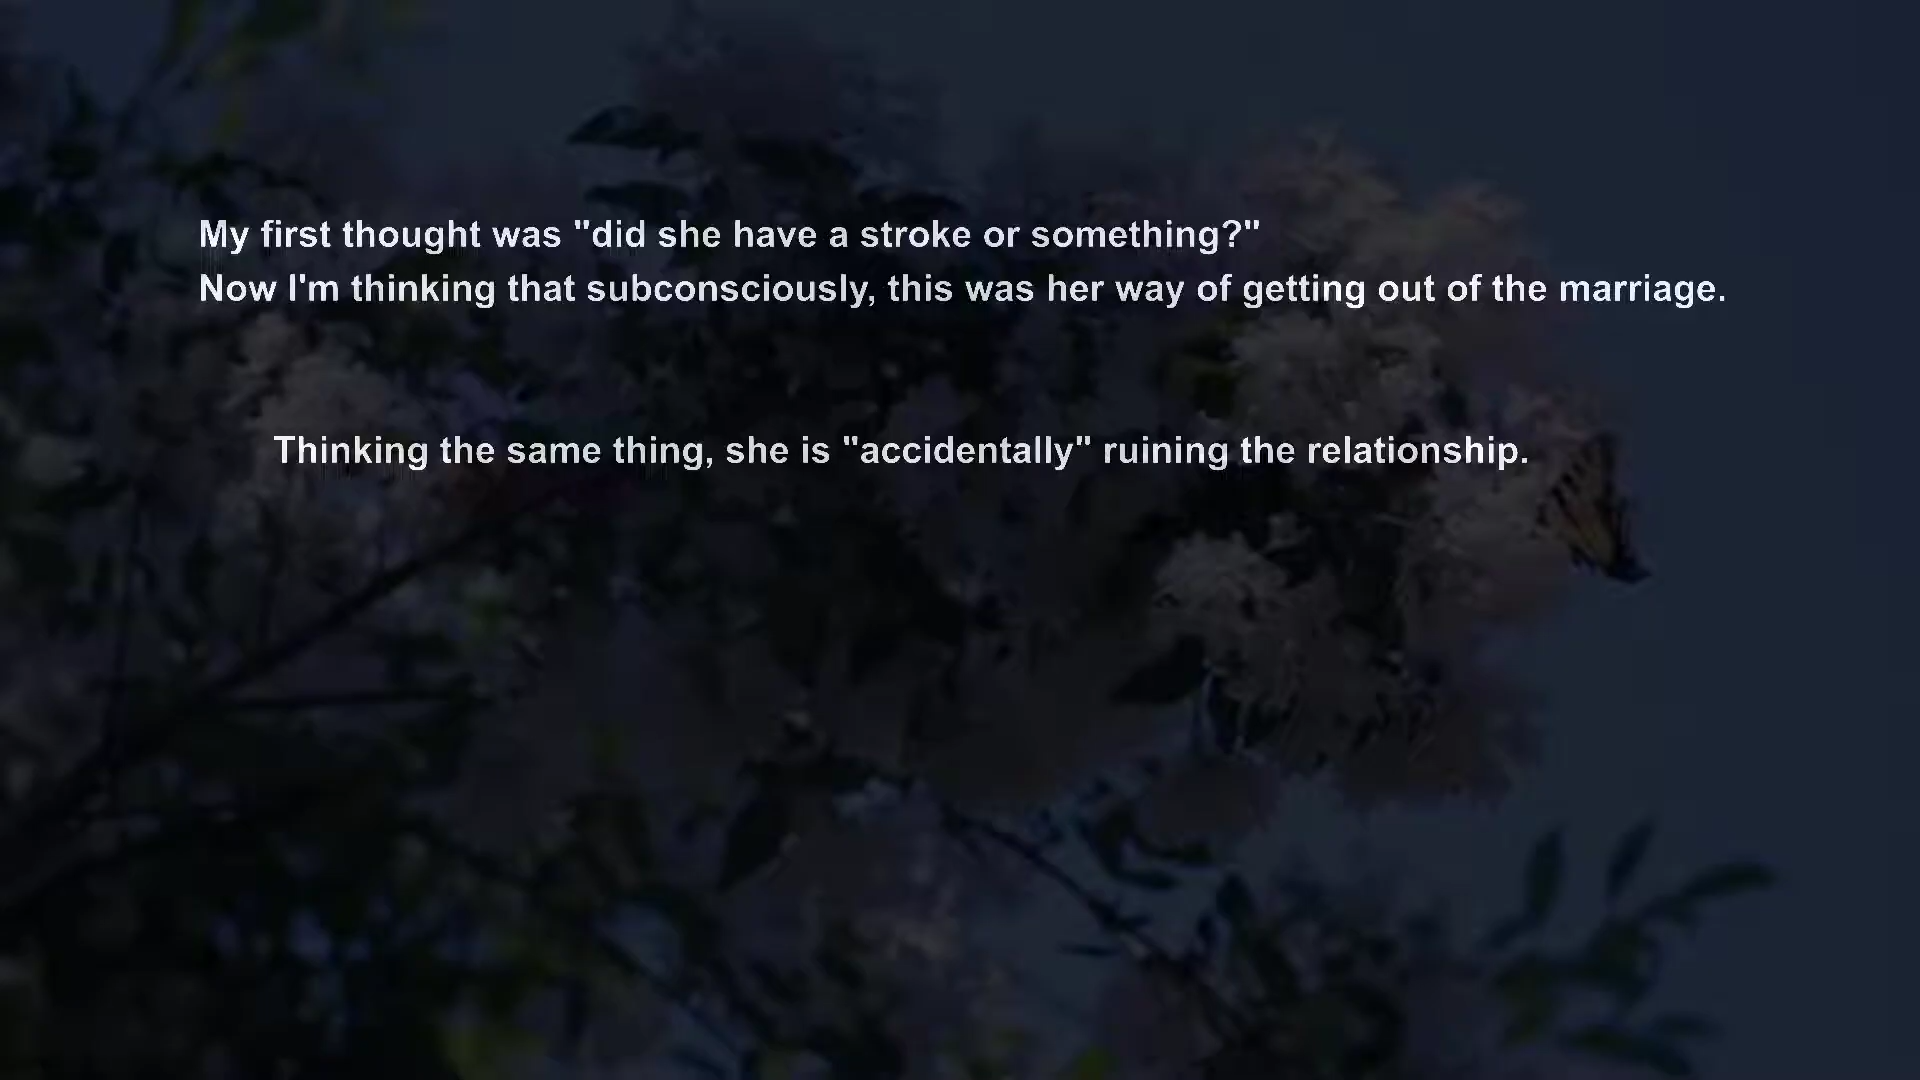 My first thought was "did she have a stroke or something?"
Now I'm thinking that subconsciously, this was her way of getting out of the marriage.
Thinking the same thing, she is "accidentally" ruining the relationship.